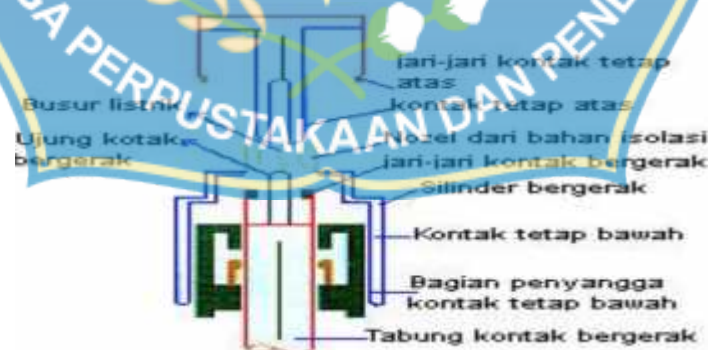 GA PERPUSTAKAAN DAN PEN
jari-jari kontak tetap
atas
Busur listrik
kontak tetap atas
Ujung kotak
bergerak
Nozel dari bahan isolasi
jari-jari kontak bergerak
Silinder bergerak
Kontak tetap bawah
Bagian penyangga
kontak tetap bawah
Tabung kontak bergerak